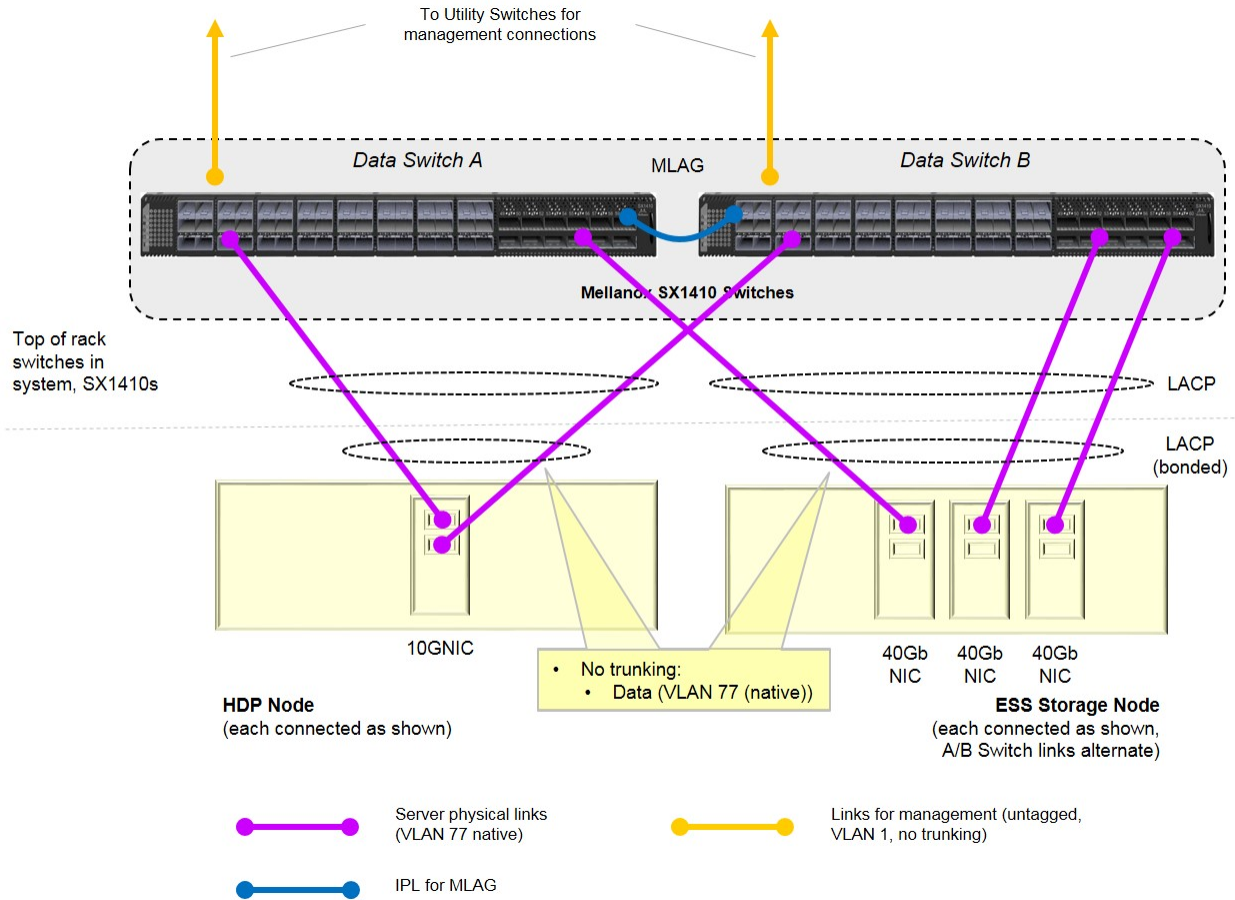 To Utility Switches for
management connections
Data Switch A
MLAG
Data Switch B
Mellanox SX1410 Switches
Top of rack
switches in
system, SX1410s
LACP
LACP
(bonded)
10GNIC
40Gb
NIC
40Gb
NIC
40Gb
NIC
• No trunking:
• Data (VLAN 77 (native))
HDP Node
(each connected as shown)
ESS Storage Node
(each connected as shown,
A/B Switch links alternate)
Server physical links
(VLAN 77 native)
Links for management (untagged,
VLAN 1, no trunking)
IPL for MLAG